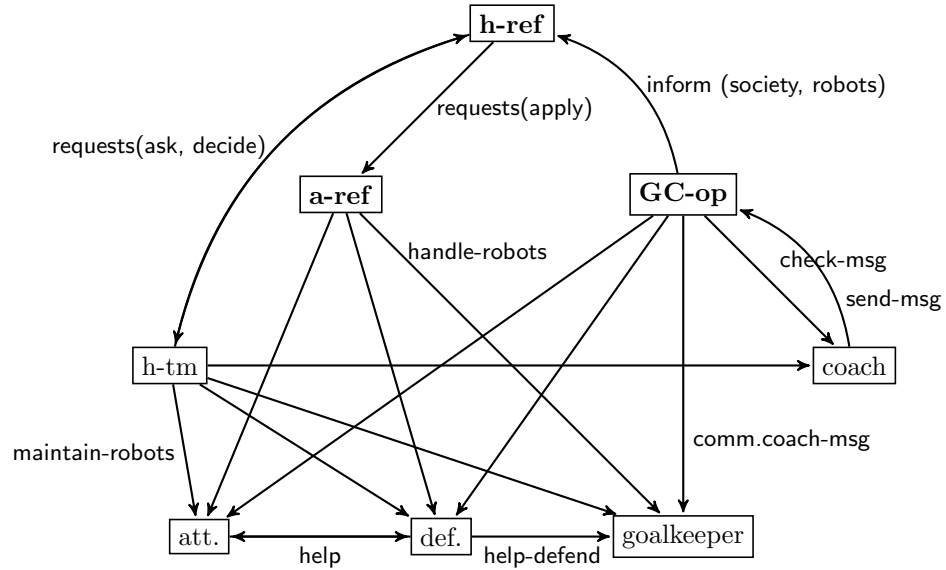 h-ref
inform (society, robots)
requests(apply)
requests(ask, decide)
a-ref
GC-op
handle-robots
check-msg
send-msg
h-tm
coach
comm.coach-msg
maintain-robots
att.
def.
goalkeeper
help
help-defend